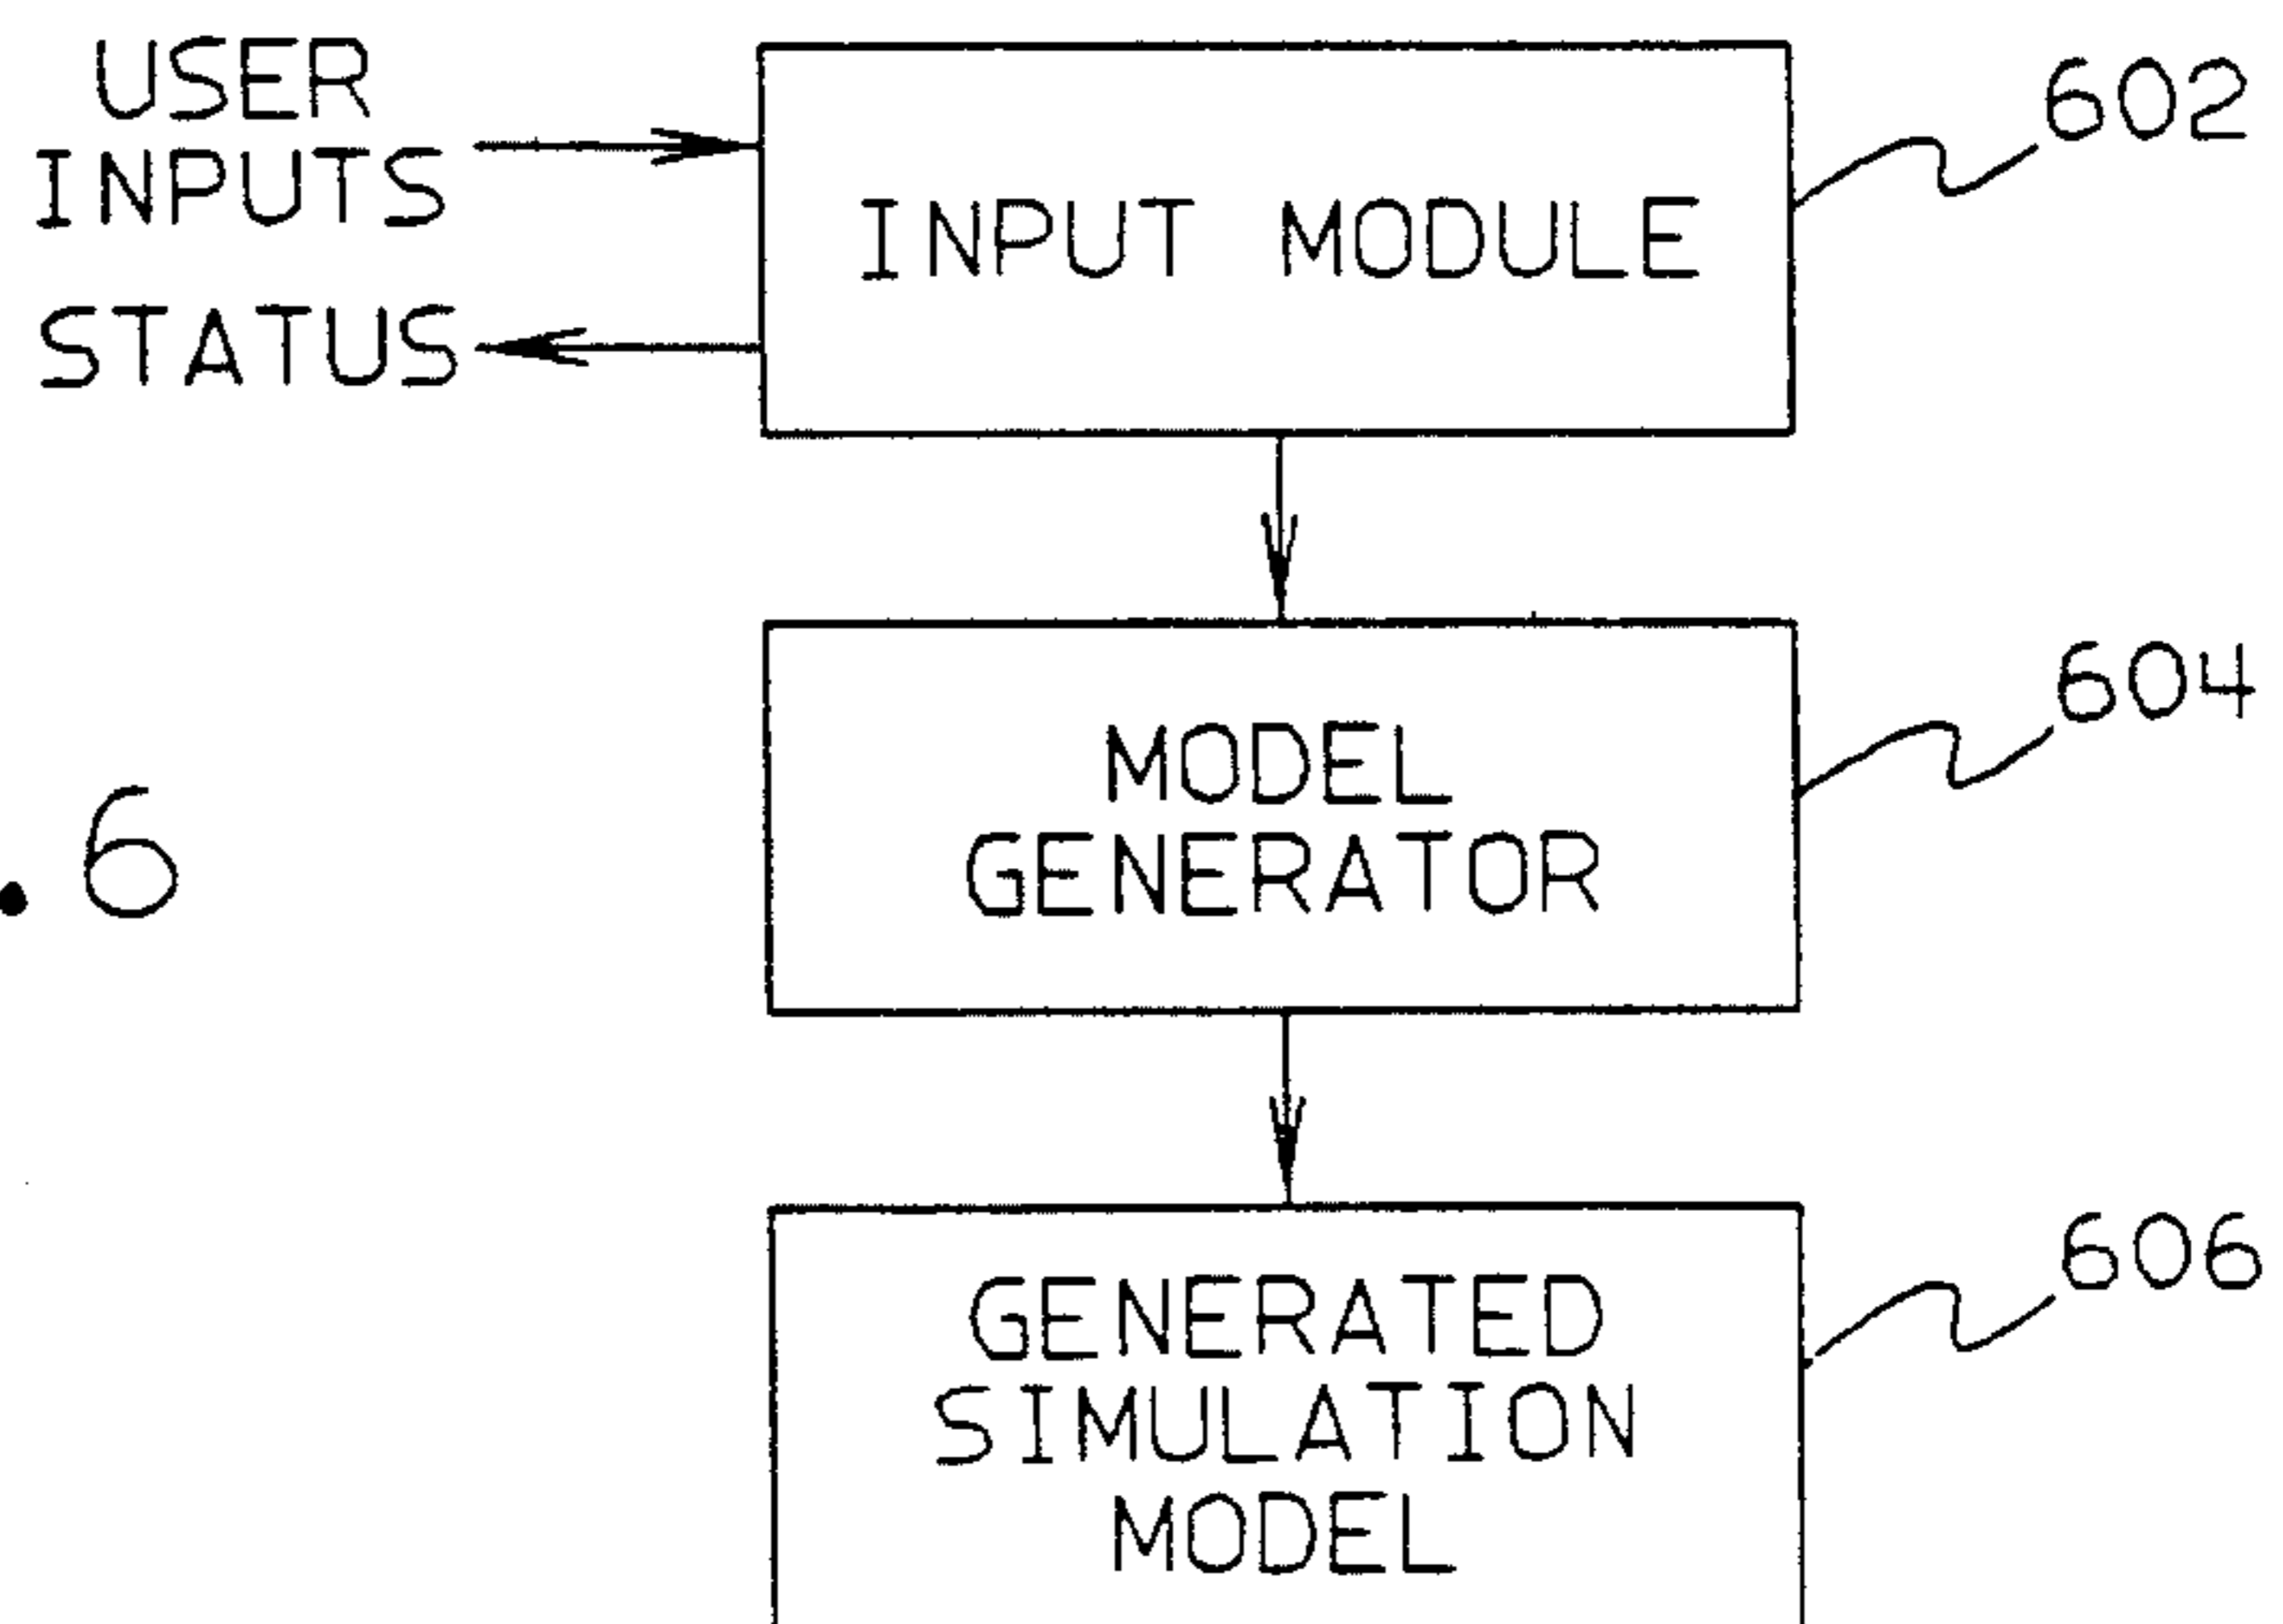 USER
INPUTS
STATUS
INPUT MODULE
602
MODEL
GENERATOR
604
. 6
GENERATED
SIMULATION
MODEL
606